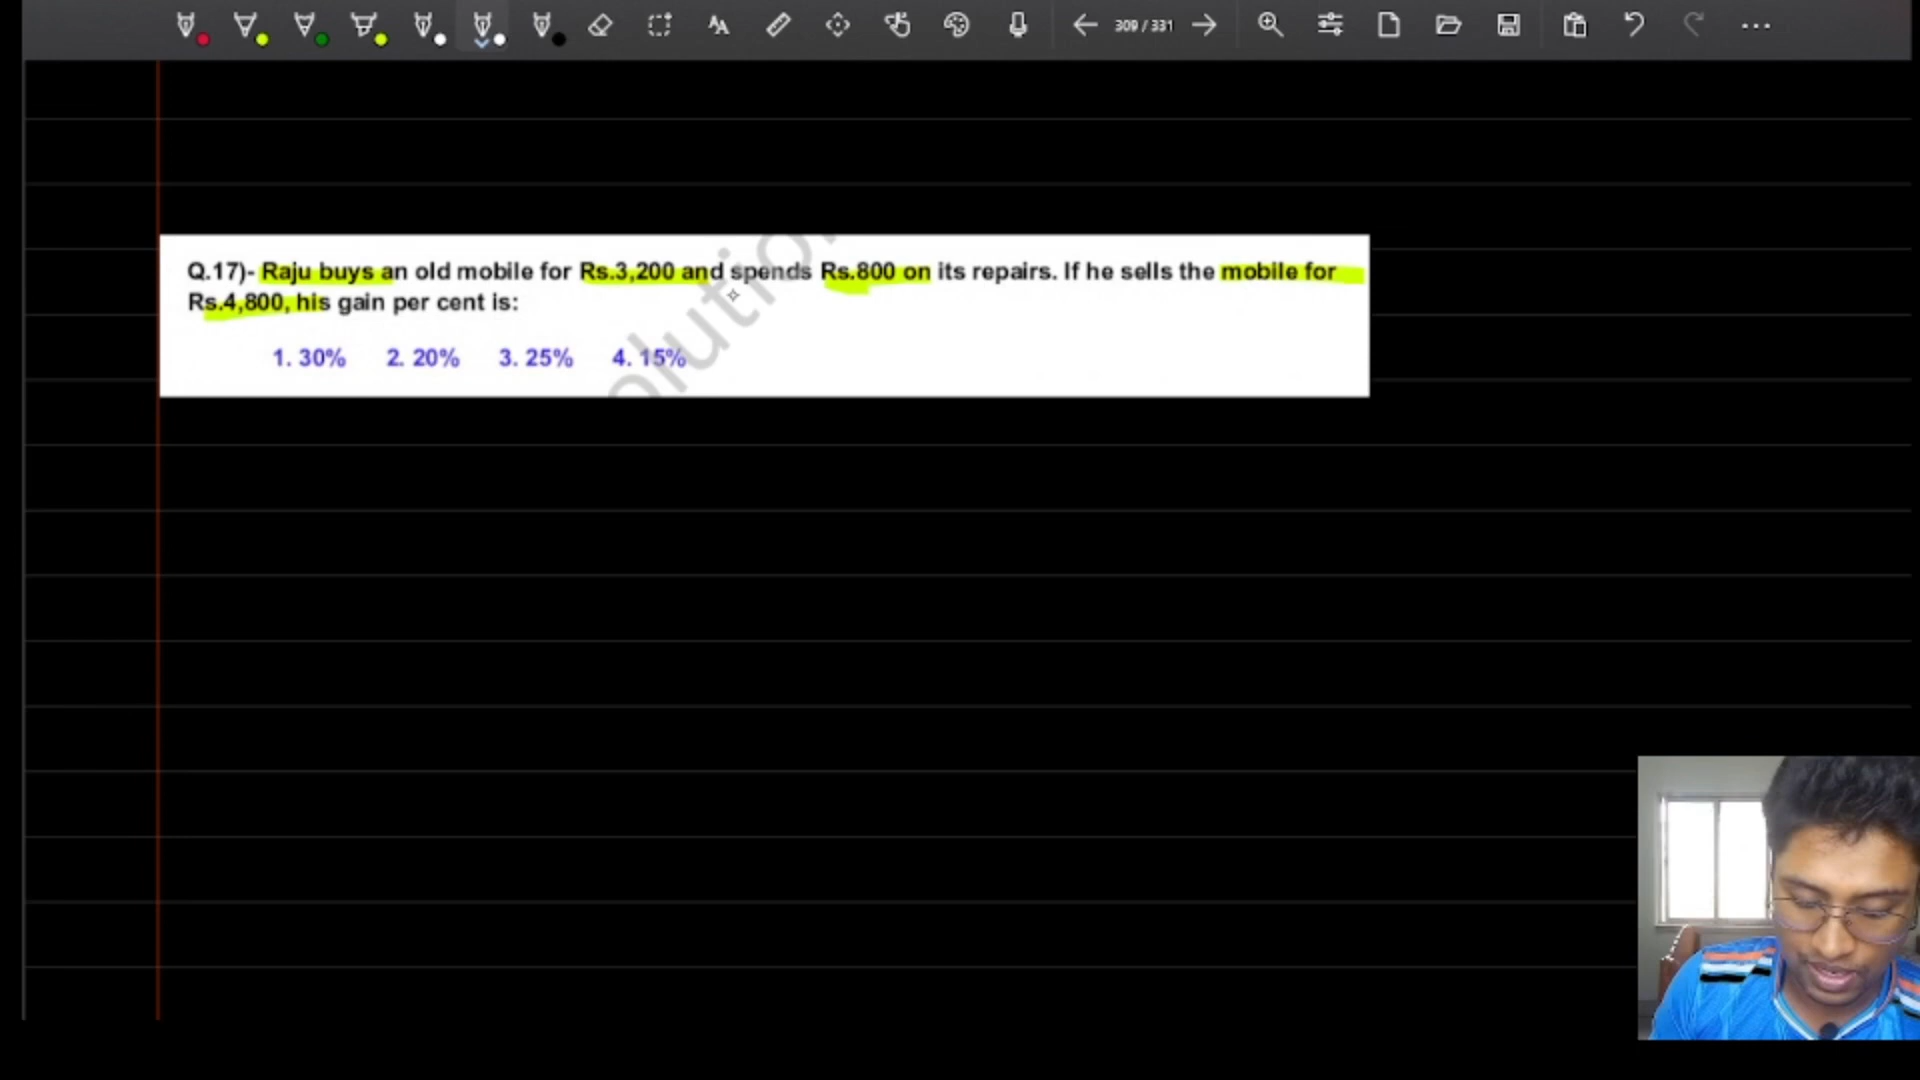 309 / 331
Q.17)- Raju buys an old mobile for Rs.3,200 and spends Rs.800 on its repairs. If he sells the mobile for
Rs.4,800, his gain per cent is:
1. 30% 2. 20% 3. 25% 4. 15%
olution